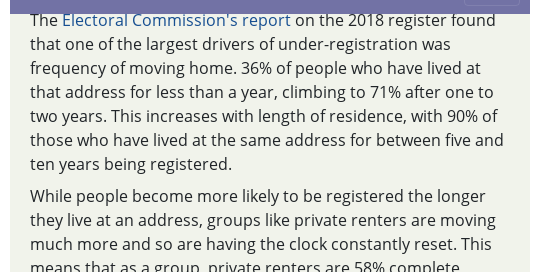 The Electoral Commission's report on the 2018 register found
that one of the largest drivers of under-registration was
frequency of moving home. 36% of people who have lived at
that address for less than a year, climbing to 71% after one to
two years. This increases with length of residence, with 90% of
those who have lived at the same address for between five and
ten years being registered.
While people become more likely to be registered the longer
they live at an address, groups like private renters are moving
much more and so are having the clock constantly reset. This
means that as a group, private renters are 58% complete